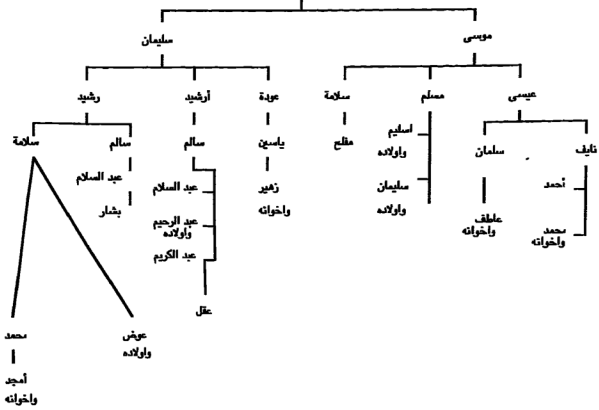 موسى
سليمان
عيسى
مسلم
سلامة
عودة
أرشيد
رشيد
نايف
سلمان
اسليم
واولاده
مفلح
ياسين
سالم
سالم
سلامة
أحمد
سليمان
واولاده
زهير
واخوانه
عبد السلام
عبد السلام
محمد
واخوانه
عاطف
واخوانه
عبد الرحيم
واولاده
بشار
عبد الكريم
عقل
عوض
واولاده
محمد
أمجد
واخوانه